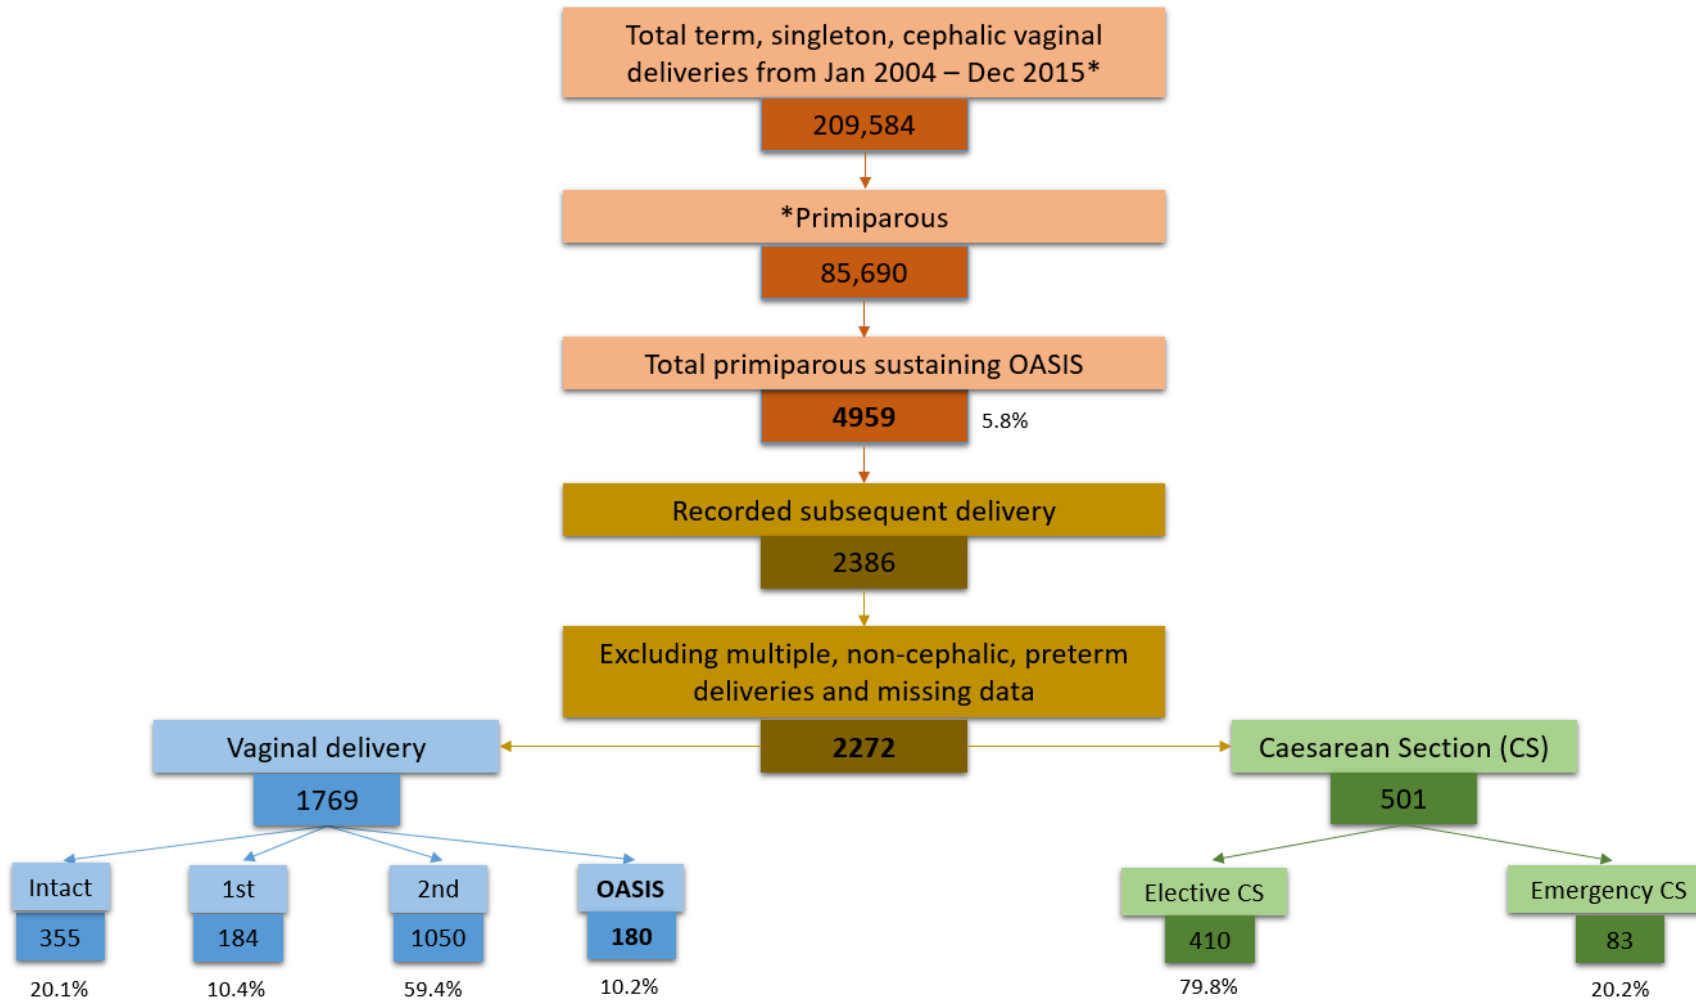 Total term, singleton, cephalic vaginal
deliveries from Jan 2004 – Dec 2015*
209,584
*Primiparous
85,690
Total primiparous sustaining OASIS
4959
5.8%
Recorded subsequent delivery
2386
Excluding multiple, non-cephalic, preterm
deliveries and missing data
2272
Vaginal delivery
1769
Caesarean Section (CS)
501
Intact
355
20.1%
1st
184
10.4%
2nd
1050
59.4%
OASIS
180
10.2%
Elective CS
410
79.8%
Emergency CS
83
20.2%